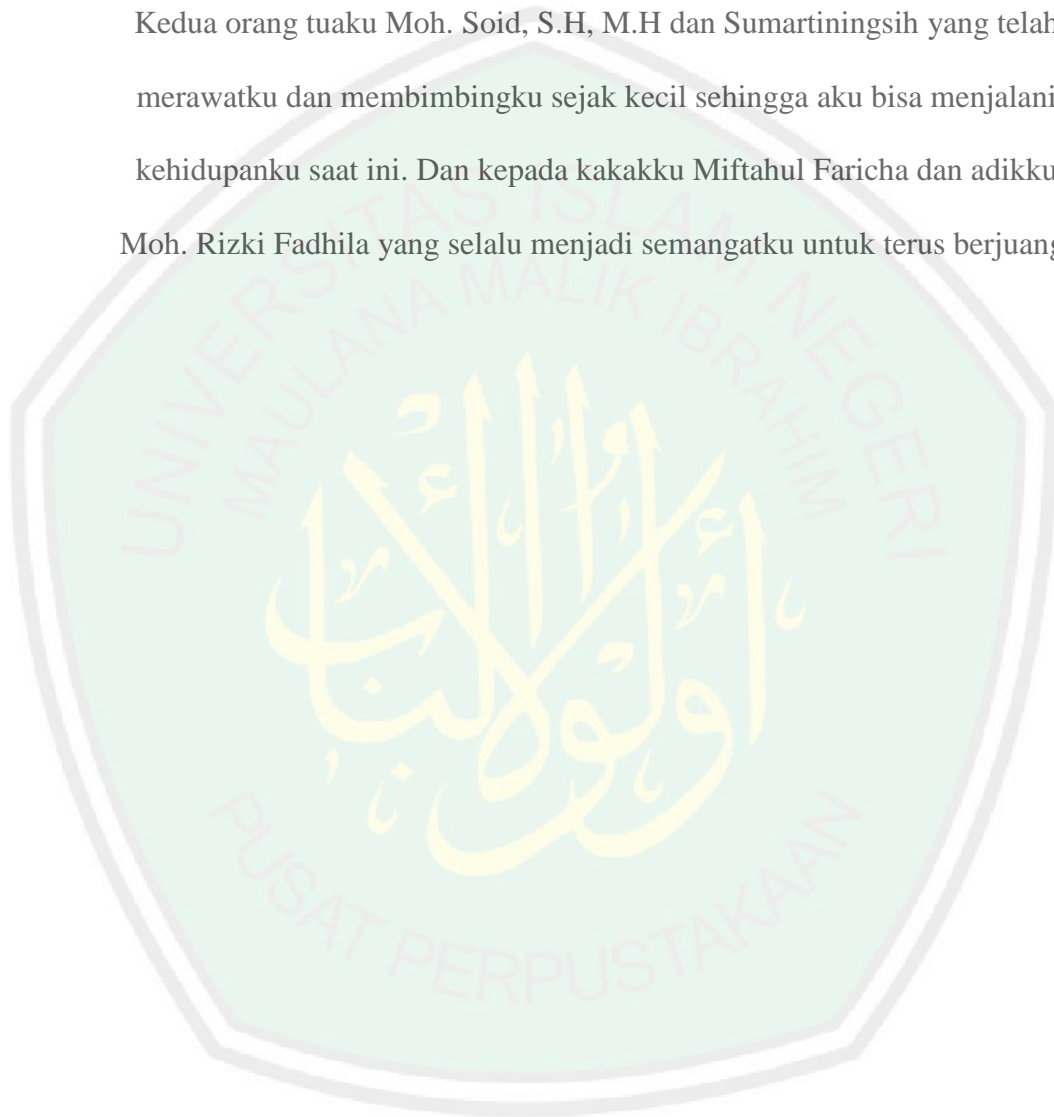 Kedua orang tuaku Moh. Soid, S.H, M.H dan Sumartiningsih yang telah
merawatku dan membimbingku sejak kecil sehingga aku bisa menjalani
kehidupanku saat ini. Dan kepada kakakku Miftahul Faricha dan adikku
Moh. Rizki Fadhila yang selalu menjadi semangatku untuk terus berjuang
UNIVERSITAS ISLAM NEGERI
MAULANA MALIK IBRAHIM
أولوا الألباب
PUSAT PERPUSTAKAAN